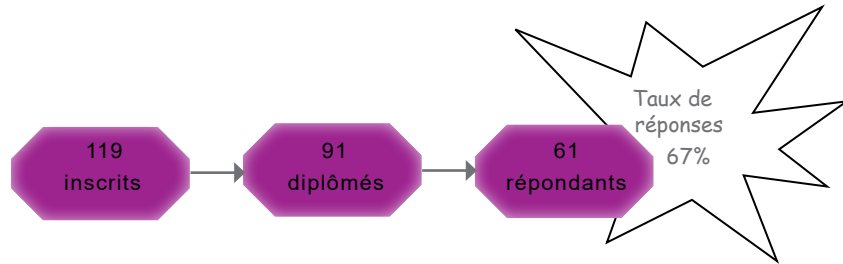 119
inscrits
91
diplômés
61
répondants
Taux de
réponses
67%